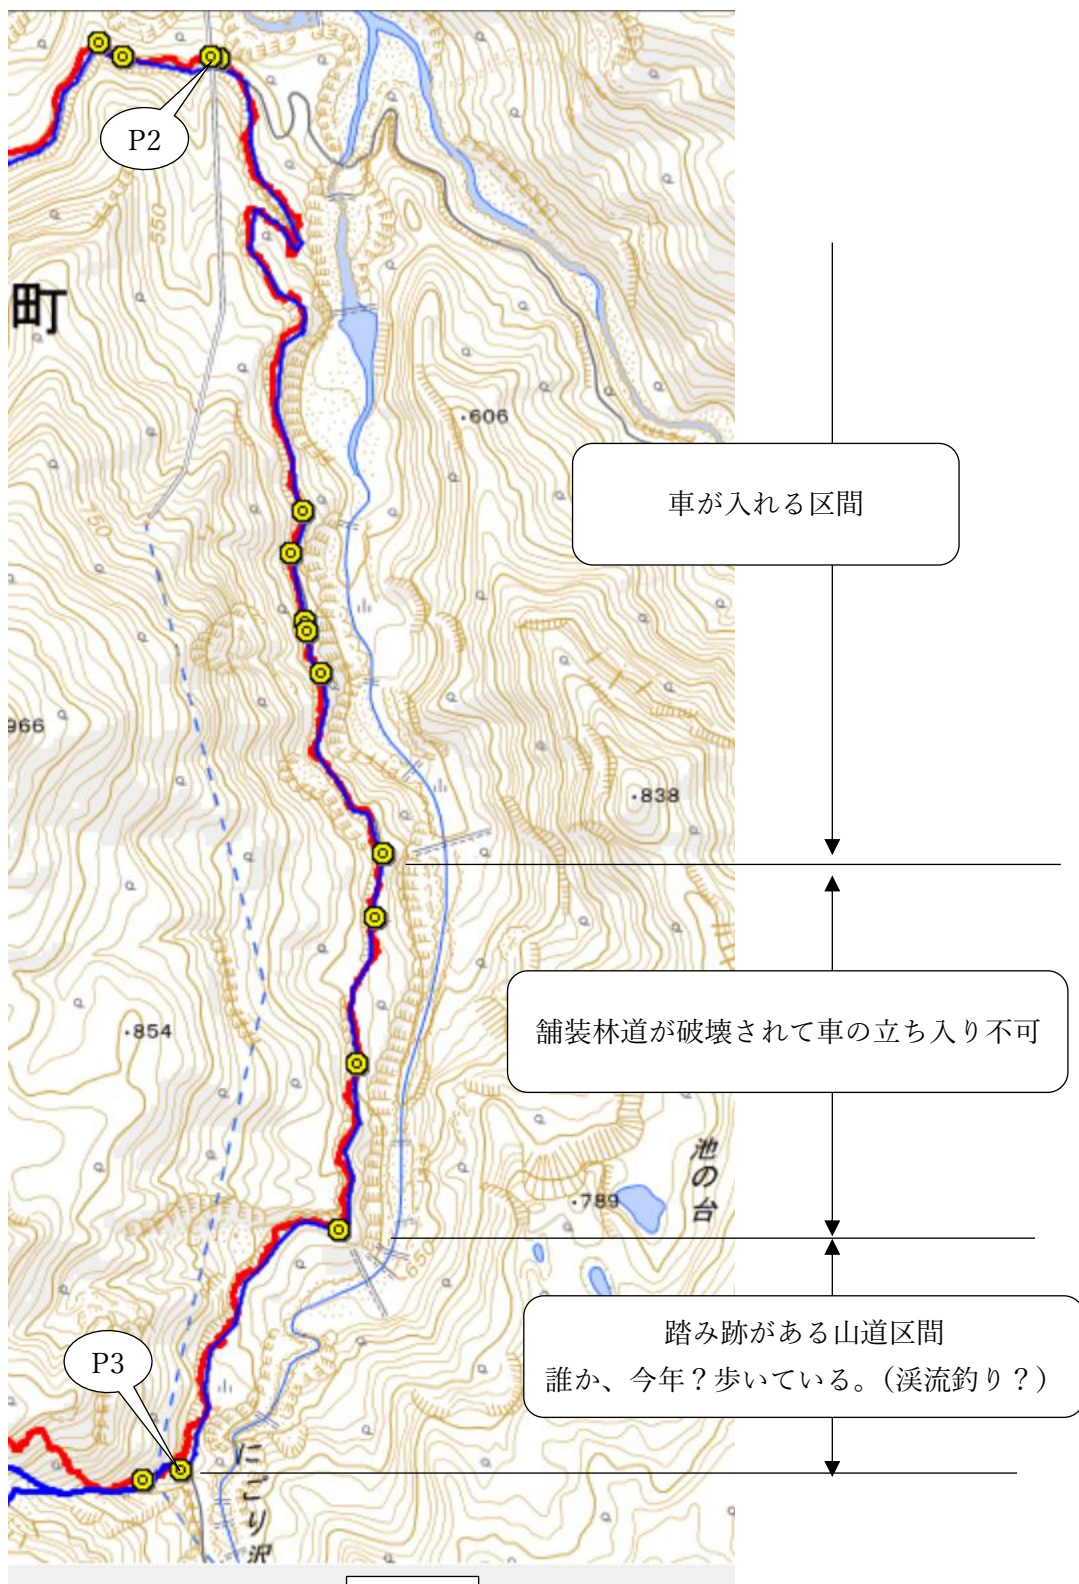 P2
550
町
606
車が入れる区間
50
966
838
854
舗装林道が破壊されて車の立ち入り不可
池の台
789
650
踏み跡がある山道区間
誰か、今年？歩いている。（渓流釣り？）
P3
にごり沢